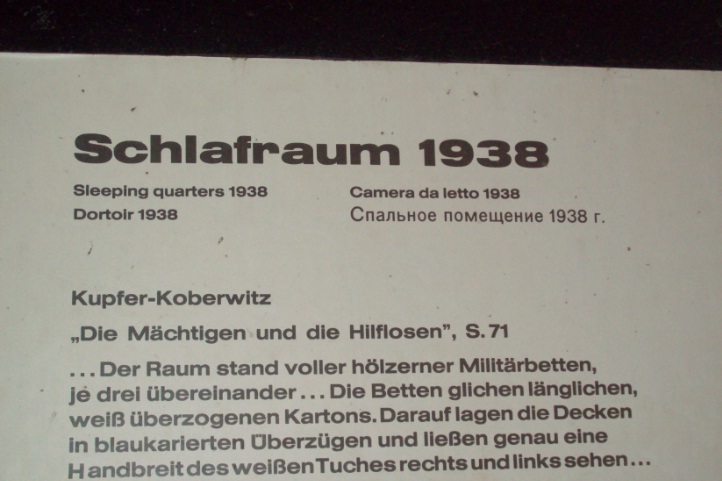 Schlafraum 1938
Sleeping quarters 1938
Dortoir 1938
Camera da letto 1938
Спальное помещение 1938 г.
Kupfer-Koberwitz
„Die Mächtigen und die Hilflosen”, S. 71
... Der Raum stand voller hölzerner Militärbetten,
je drei übereinander ... Die Betten glichen länglichen,
weiß überzogenen Kartons. Darauf lagen die Decken
in blaukarierten Überzügen und ließen genau eine
Handbreit des weißen Tuches rechts und links sehen ...